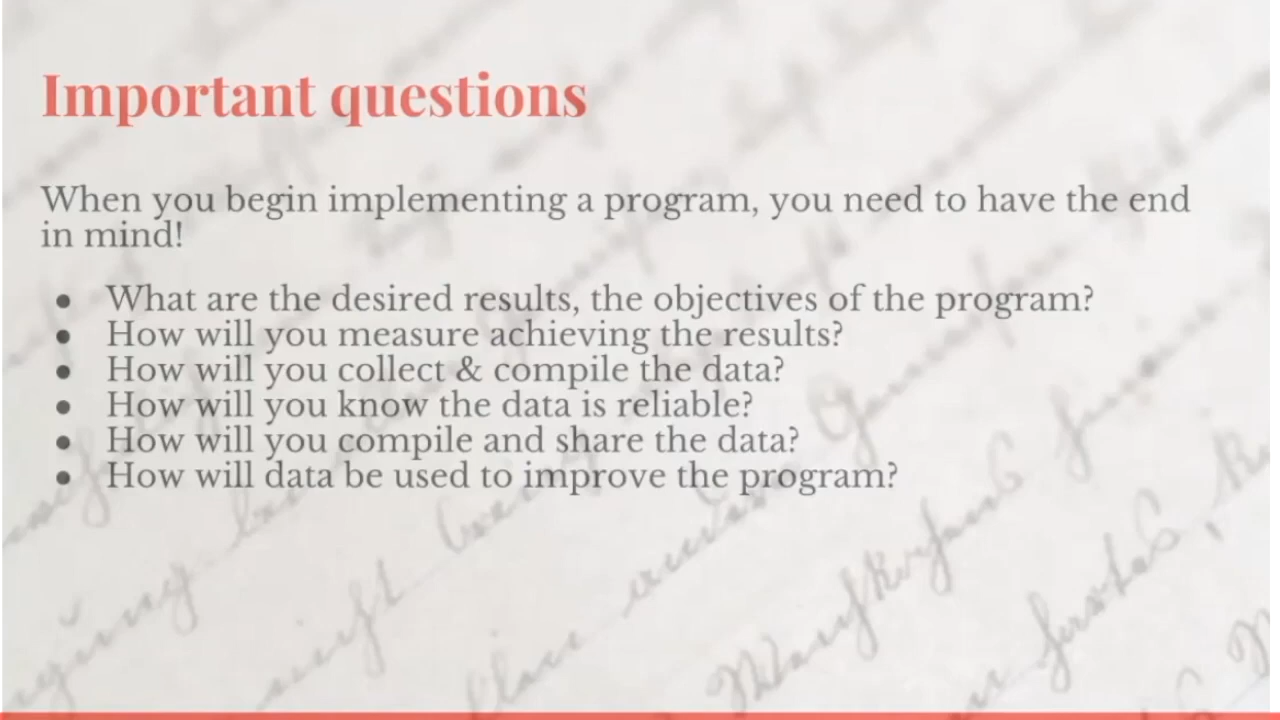 Important questions
When you begin implementing a program, you need to have the end
in mind!
● What are the desired results, the objectives of the program?
● How will you measure achieving the results?
● How will you collect & compile the data?
● How will you know the data is reliable?
● How will you compile and share the data?
● How will data be used to improve the program?